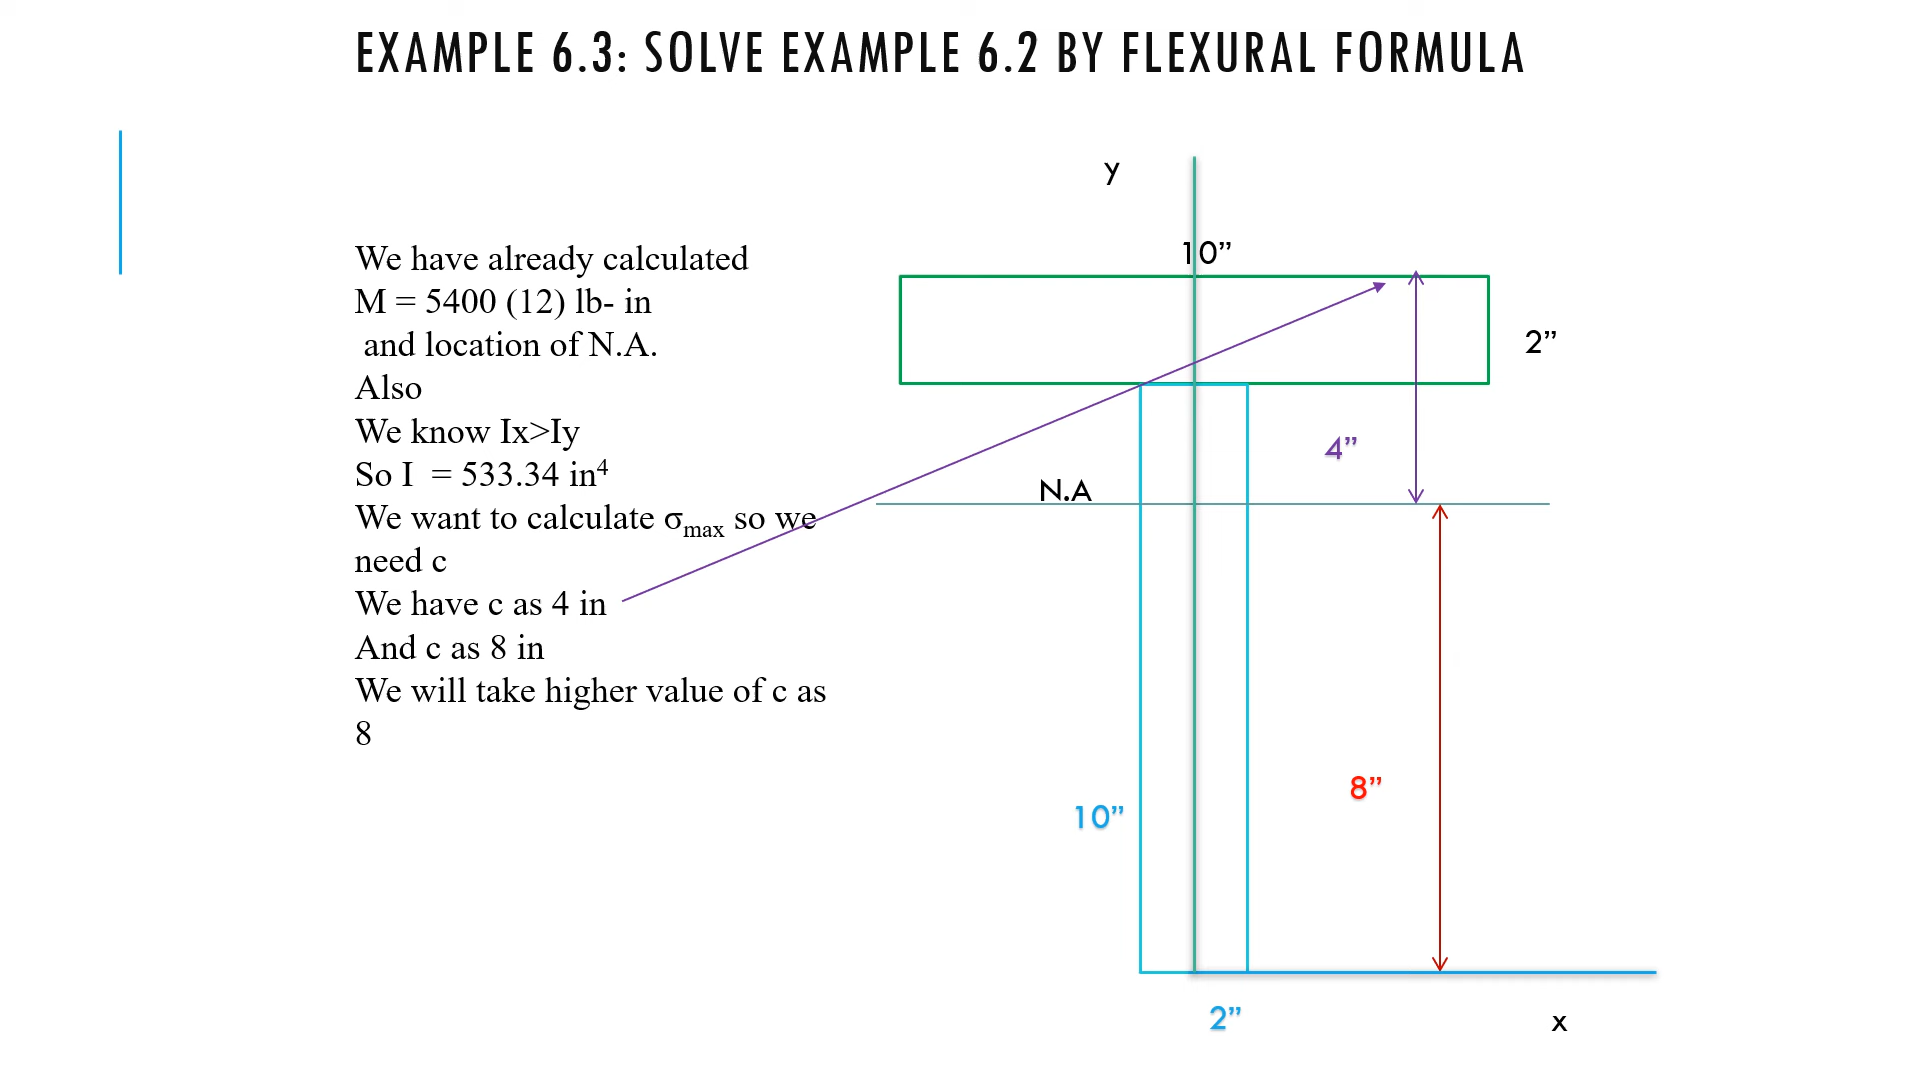 EXAMPLE 6.3: SOLVE EXAMPLE 6.2 BY FLEXURAL FORMULA
We have already calculated
M = 5400 (12) lb- in
and location of N.A.
Also
We know Ix>Iy
So I = 533.34 in⁴
We want to calculate σmax so we
need c
We have c as 4 in
And c as 8 in
We will take higher value of c as
8
y
10”
2”
4”
N.A
8”
10”
2”
x